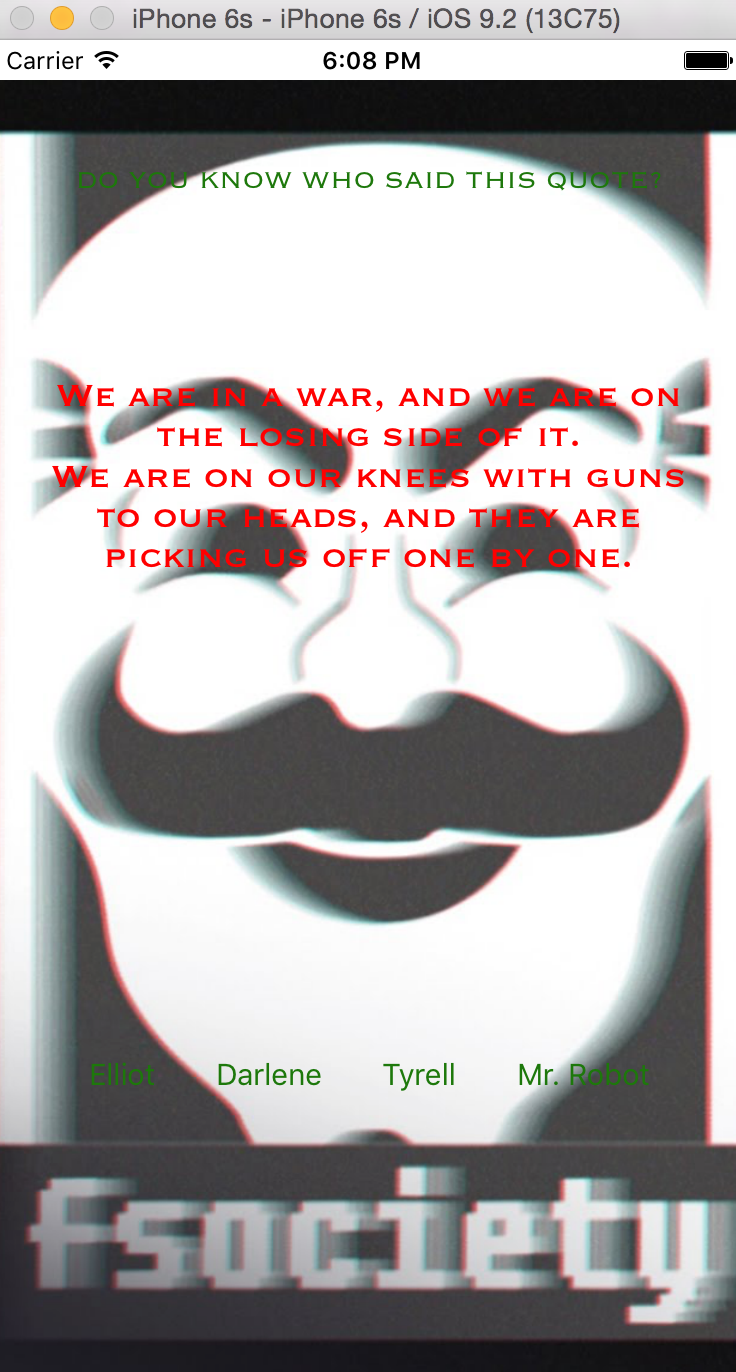 iPhone 6s - iPhone 6s / iOS 9.2 (13C75)
Carrier 6:08 PM
DO YOU KNOW WHO SAID THIS QUOTE?
We are in a war, and we are on
the losing side of it.
We are on our knees with guns
to our heads, and they are
picking us off one by one.
Elliot Darlene Tyrell Mr. Robot
fsociety